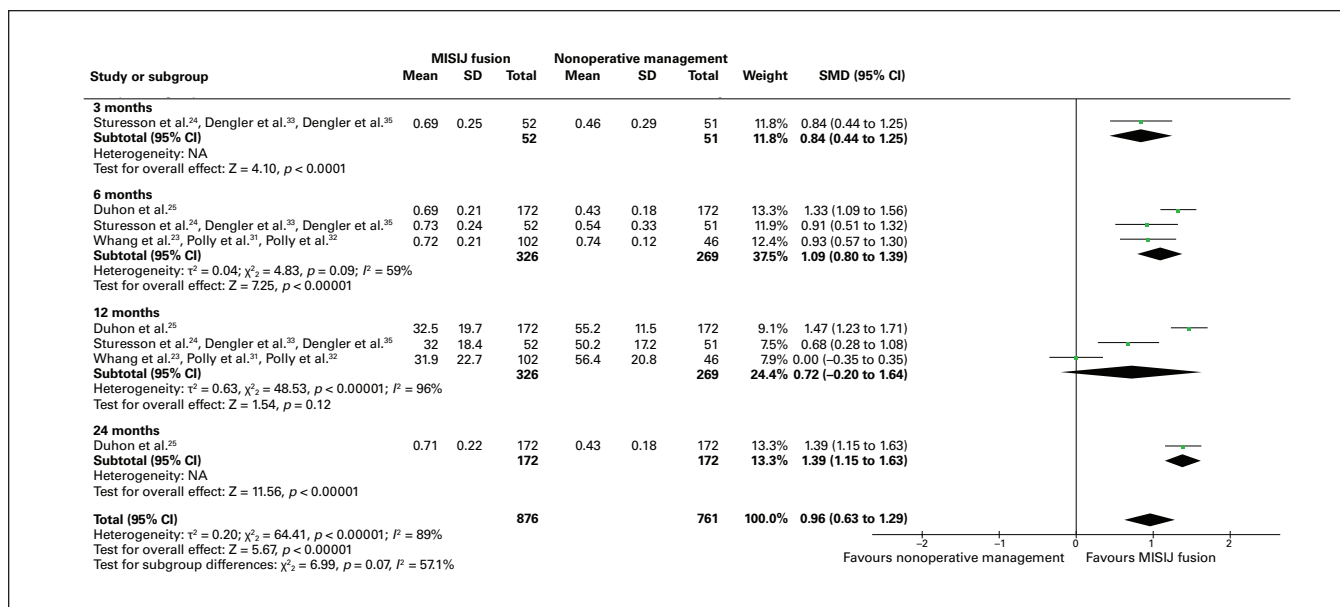 MISIJ fusion Nonoperative management
Study or subgroup Mean SD Total Mean SD Total Weight SMD (95% CI)
3 months
Sturesson et al.24, Dengler et al.33, Dengler et al.35 0.69 0.25 52 0.46 0.29 51 11.8% 0.84 (0.44 to 1.25)
Subtotal (95% CI) 52 51 11.8% 0.84 (0.44 to 1.25)
Heterogeneity: NA
Test for overall effect: Z = 4.10, p < 0.0001
6 months
Duhon et al.25 0.69 0.21 172 0.43 0.18 172 13.3% 1.33 (1.09 to 1.56)
Sturesson et al.24, Dengler et al.33, Dengler et al.35 0.73 0.24 52 0.54 0.33 51 11.9% 0.91 (0.51 to 1.32)
Whang et al.23, Polly et al.31, Polly et al.32 0.72 0.21 102 0.74 0.12 46 12.4% 0.93 (0.57 to 1.30)
Subtotal (95% CI) 326 269 37.5% 1.09 (0.80 to 1.39)
Heterogeneity: τ2 = 0.04; χ22 = 4.83, p = 0.09; I2 = 59%
Test for overall effect: Z = 7.25, p < 0.00001
12 months
Duhon et al.25 32.5 19.7 172 55.2 11.5 172 9.1% 1.47 (1.23 to 1.71)
Sturesson et al.24, Dengler et al.33, Dengler et al.35 32 18.4 52 50.2 17.2 51 7.5% 0.68 (0.28 to 1.08)
Whang et al.23, Polly et al.31, Polly et al.32 31.9 22.7 102 56.4 20.8 46 7.9% 0.00 (–0.35 to 0.35)
Subtotal (95% CI) 326 269 24.4% 0.72 (–0.20 to 1.64)
Heterogeneity: τ2 = 0.63, χ22 = 48.53, p < 0.00001; I2 = 96%
Test for overall effect: Z = 1.54, p = 0.12
24 months
Duhon et al.25 0.71 0.22 172 0.43 0.18 172 13.3% 1.39 (1.15 to 1.63)
Subtotal (95% CI) 172 172 13.3% 1.39 (1.15 to 1.63)
Heterogeneity: NA
Test for overall effect: Z = 11.56, p < 0.00001
Total (95% CI) 876 761 100.0% 0.96 (0.63 to 1.29)
Heterogeneity: τ2 = 0.20; χ22 = 64.41, p < 0.00001; I2 = 89%
Test for overall effect: Z = 5.67, p < 0.00001
Test for subgroup differences: χ22 = 6.99, p = 0.07, I2 = 57.1%
–2 –1 0 1 2
Favours nonoperative management Favours MISIJ fusion